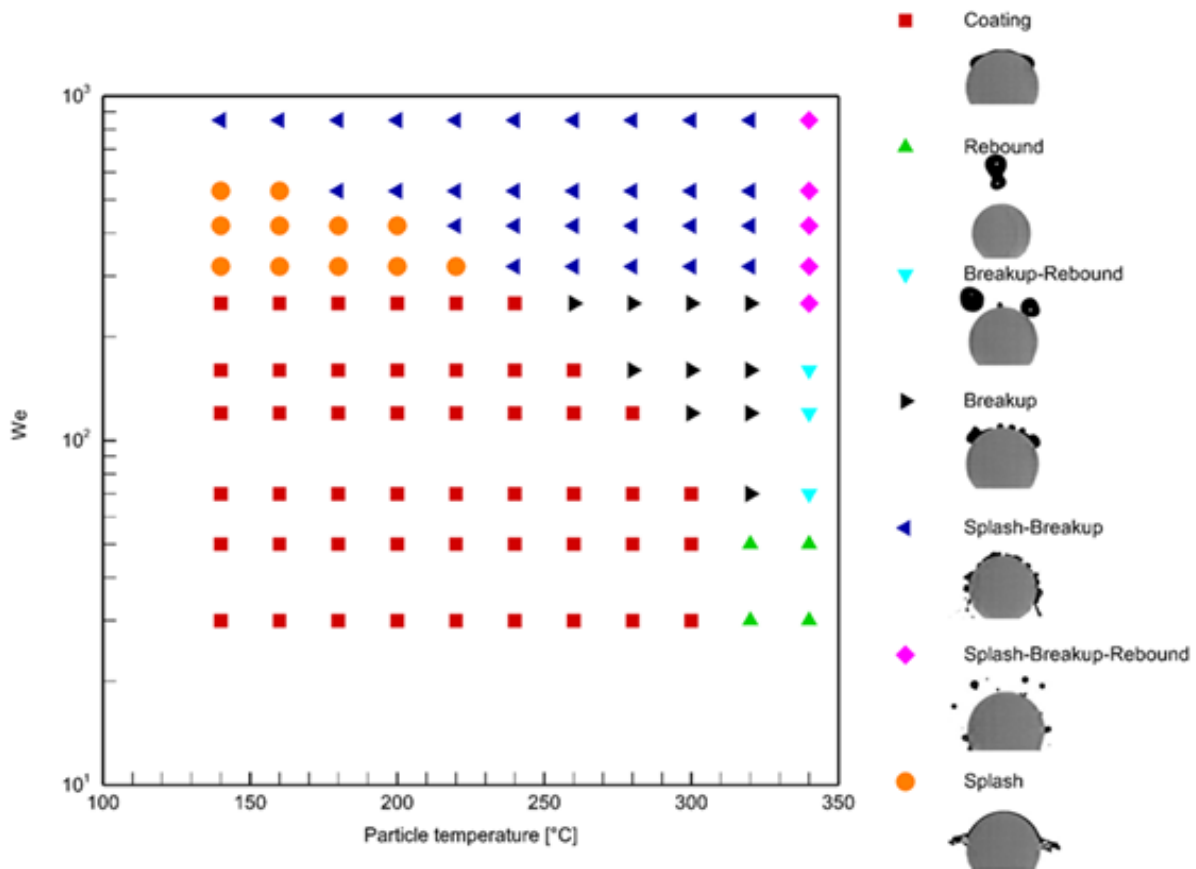 Coating
Rebound
Breakup-Rebound
Breakup
Splash-Breakup
Splash-Breakup-Rebound
Splash
10³
10²
10¹
We
100 150 200 250 300 350
Particle temperature [°C]